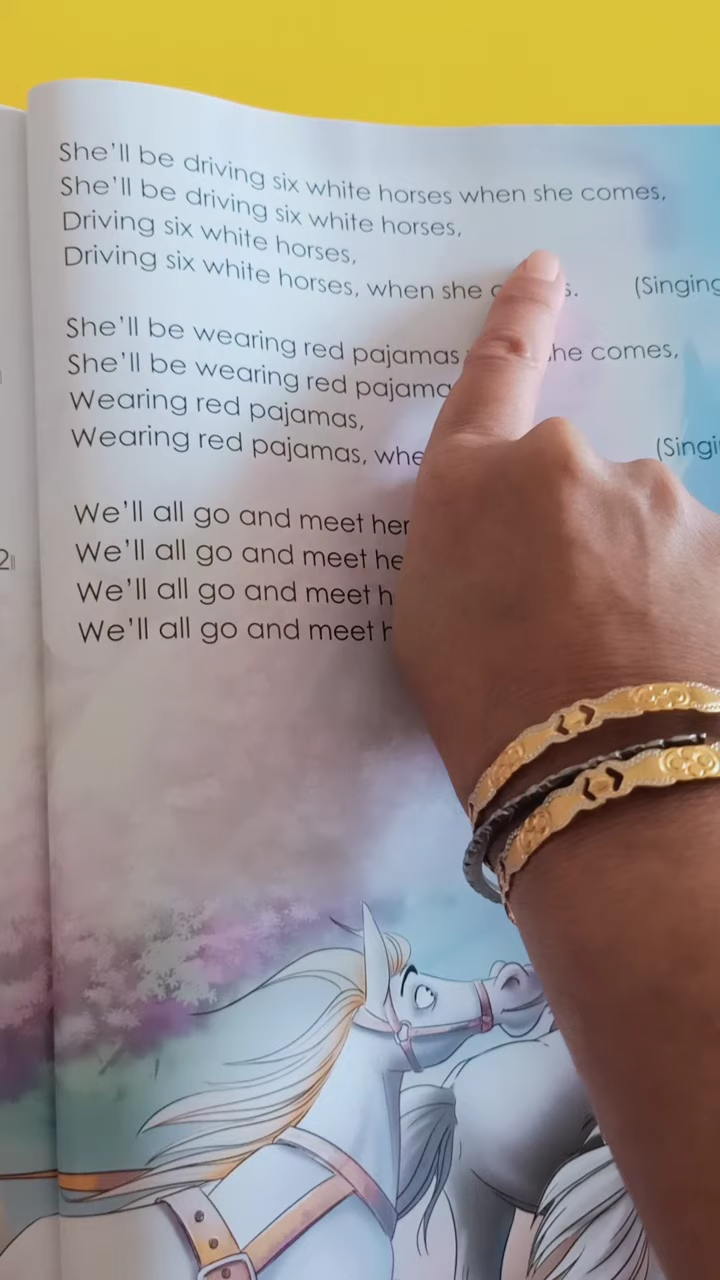 She'll be driving six white horses when she comes,
She'll be driving six white horses,
Driving six white horses,
Driving six white horses, when she (Singing
She'll be wearing red pajamas he comes,
She'll be wearing red pajama
Wearing red pajamas,
Wearing red pajamas, whe (Singi
We'll all go and meet her
We'll all go and meet he
We'll all go and meet h
We'll all go and meet h